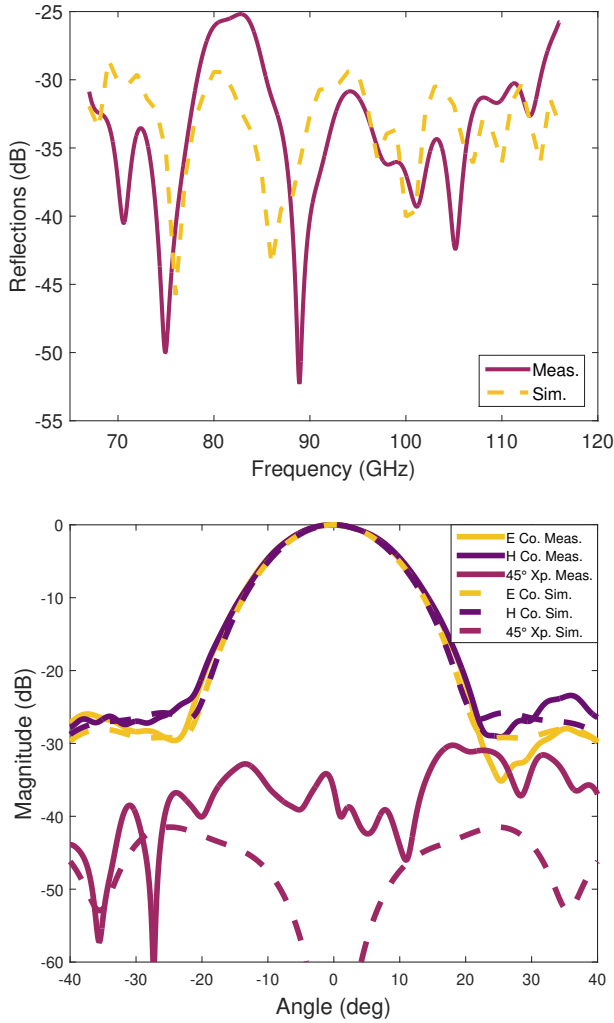 -25
-30
-35
-40
-45
-50
-55
Reflections (dB)
Meas.
Sim.
70 80 90 100 110 120
Frequency (GHz)
0
-10
-20
-30
-40
-50
-60
Magnitude (dB)
E Co. Meas.
H Co. Meas.
45° Xp. Meas.
E Co. Sim.
H Co. Sim.
45° Xp. Sim.
-40 -30 -20 -10 0 10 20 30 40
Angle (deg)